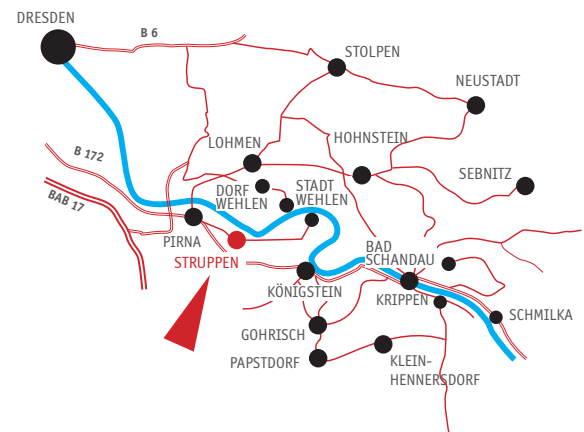 DRESDEN
B 6
STOLPEN
NEUSTADT
LOHMEN
HOHNSTEIN
B 172
SEBNITZ
BAB 17
DORF
WEHLEN
STADT
WEHLEN
PIRNA
BAD
SCHANDAU
STRUPPEN
KÖNIGSTEIN
KRIPPEN
SCHMILKA
GOHRISCH
PAPSTDORF
KLEIN-
HENNERSDORF